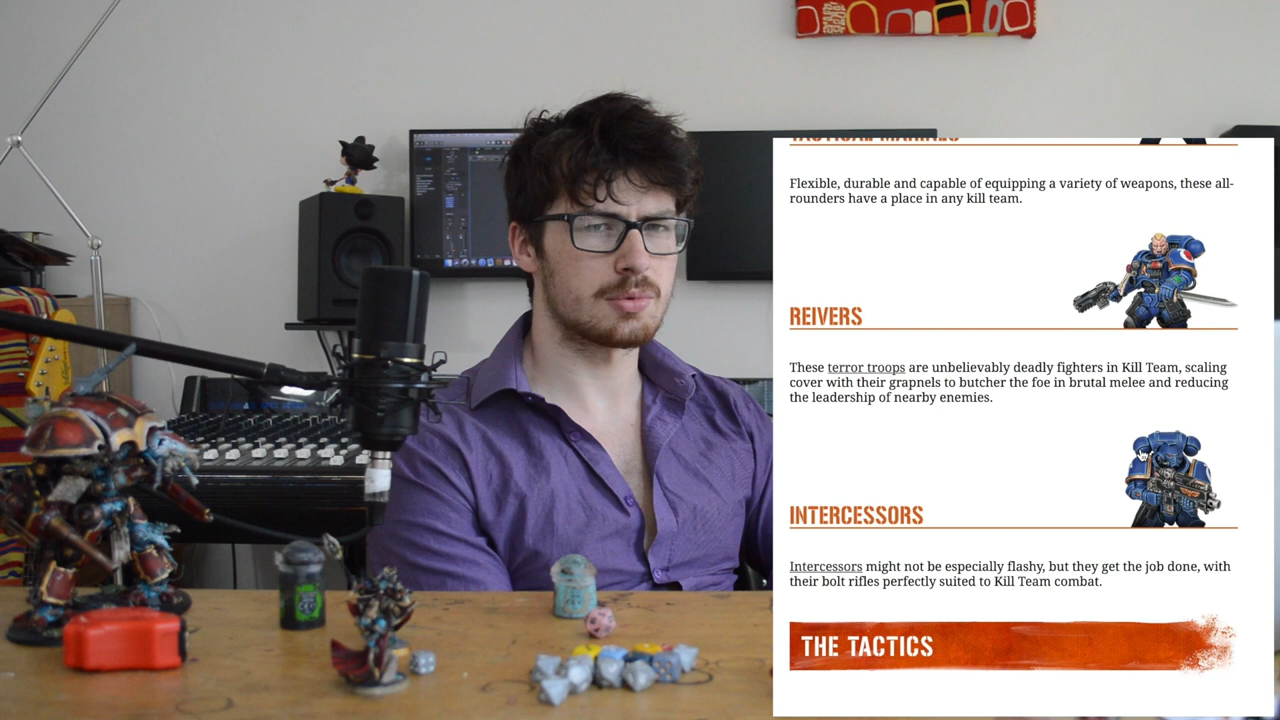 TACTICAL MARINES
Flexible, durable and capable of equipping a variety of weapons, these all-
rounders have a place in any kill team.
REIVERS
These terror troops are unbelievably deadly fighters in Kill Team, scaling
cover with their grapnels to butcher the foe in brutal melee and reducing
the leadership of nearby enemies.
INTERCESSORS
Intercessors might not be especially flashy, but they get the job done, with
their bolt rifles perfectly suited to Kill Team combat.
THE TACTICS